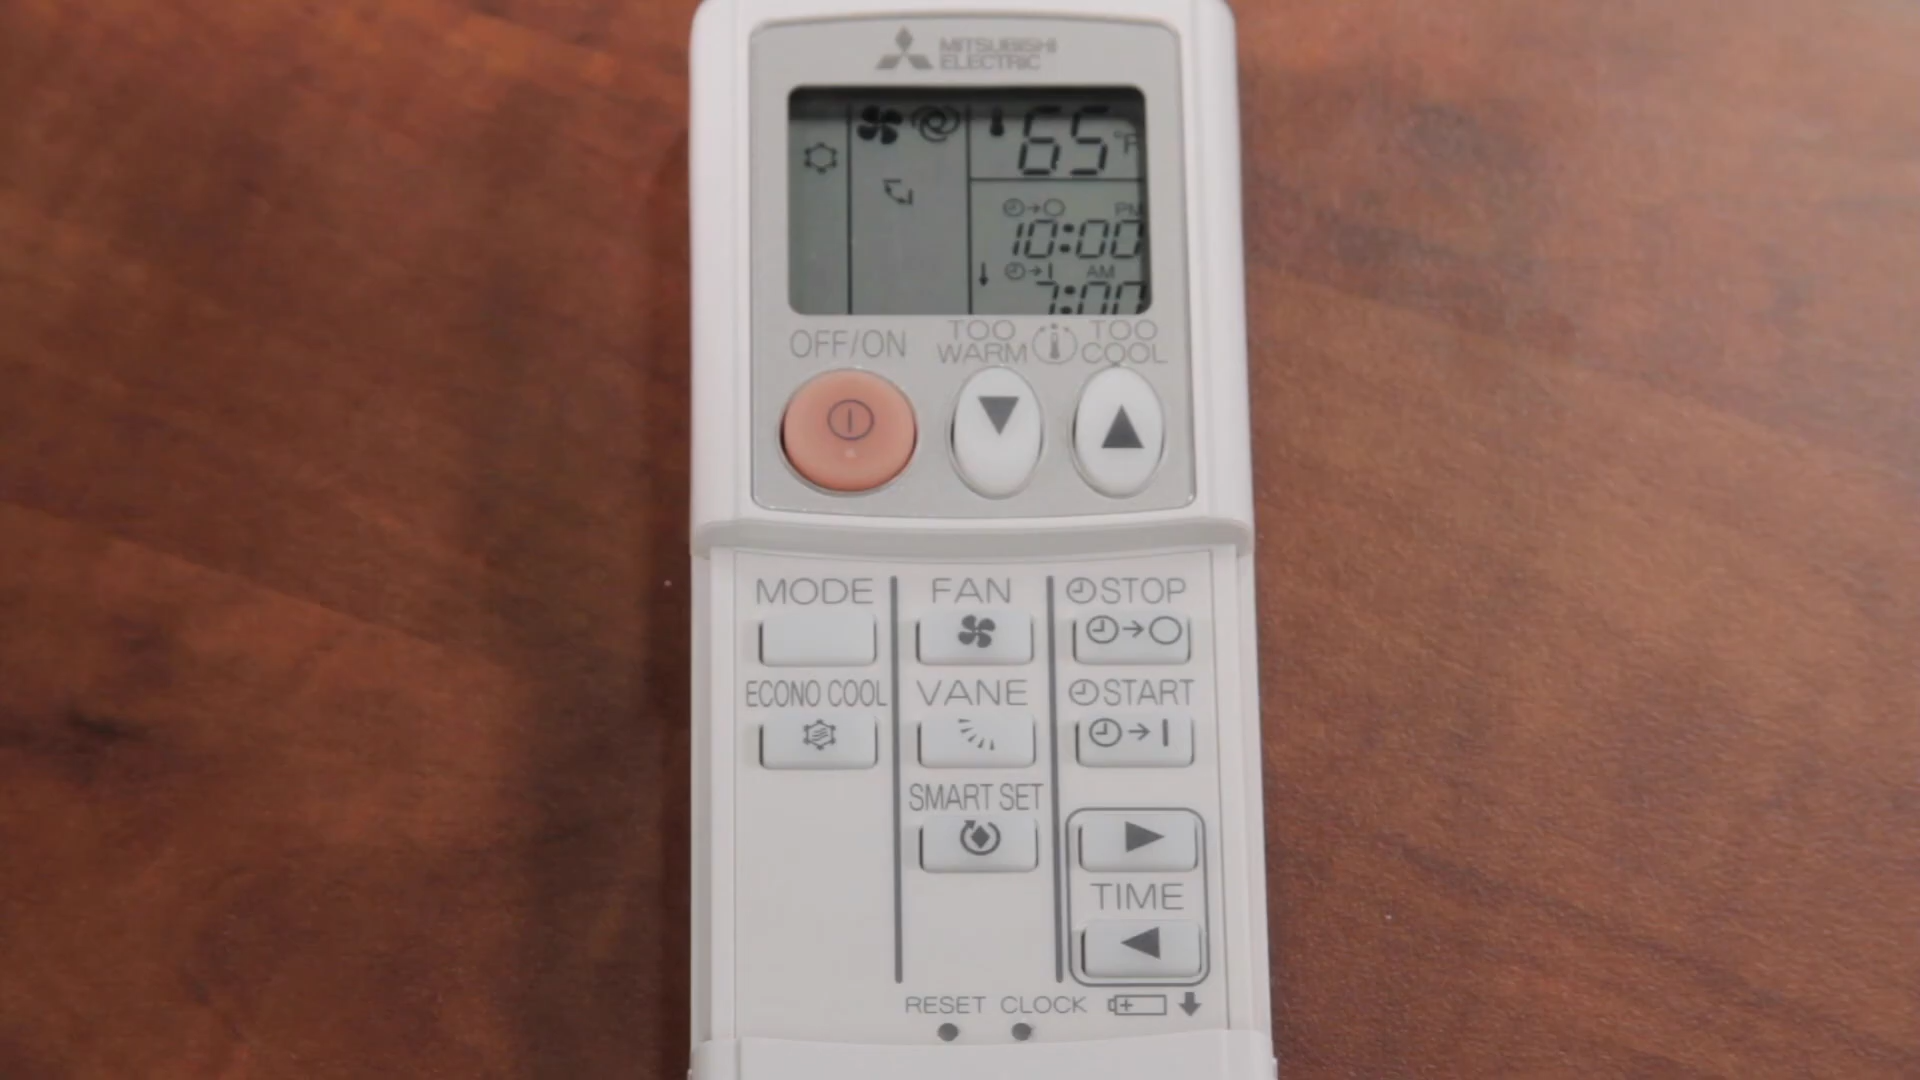 MITSUBISHI
ELECTRIC
65°F
PM
10:00
AM
7:00
OFF/ON
TOO WARM
TOO COOL
MODE
FAN
STOP
ECONO COOL
VANE
START
SMART SET
TIME
RESET
CLOCK